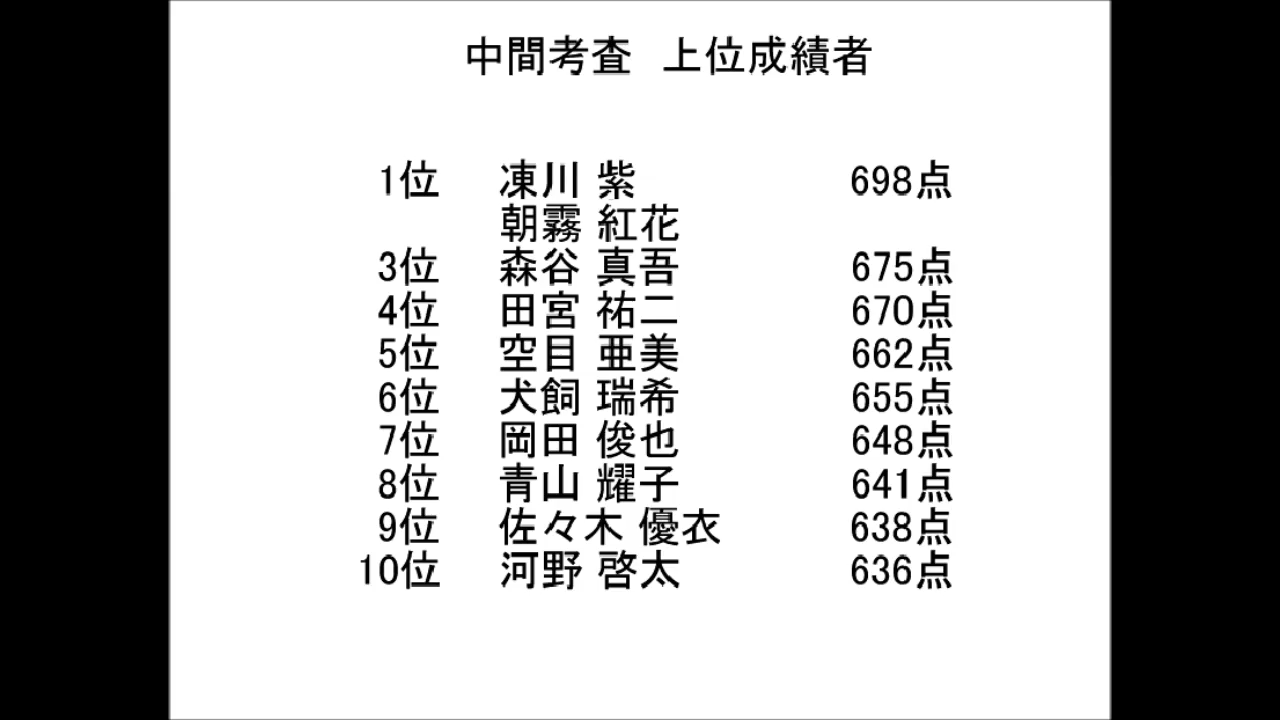 中間考査　上位成績者
1位 凍川 紫 698点
朝霧 紅花
3位 森谷 真吾 675点
4位 田宮 祐二 670点
5位 空目 亜美 662点
6位 犬飼 瑞希 655点
7位 岡田 俊也 648点
8位 青山 耀子 641点
9位 佐々木 優衣 638点
10位 河野 啓太 636点